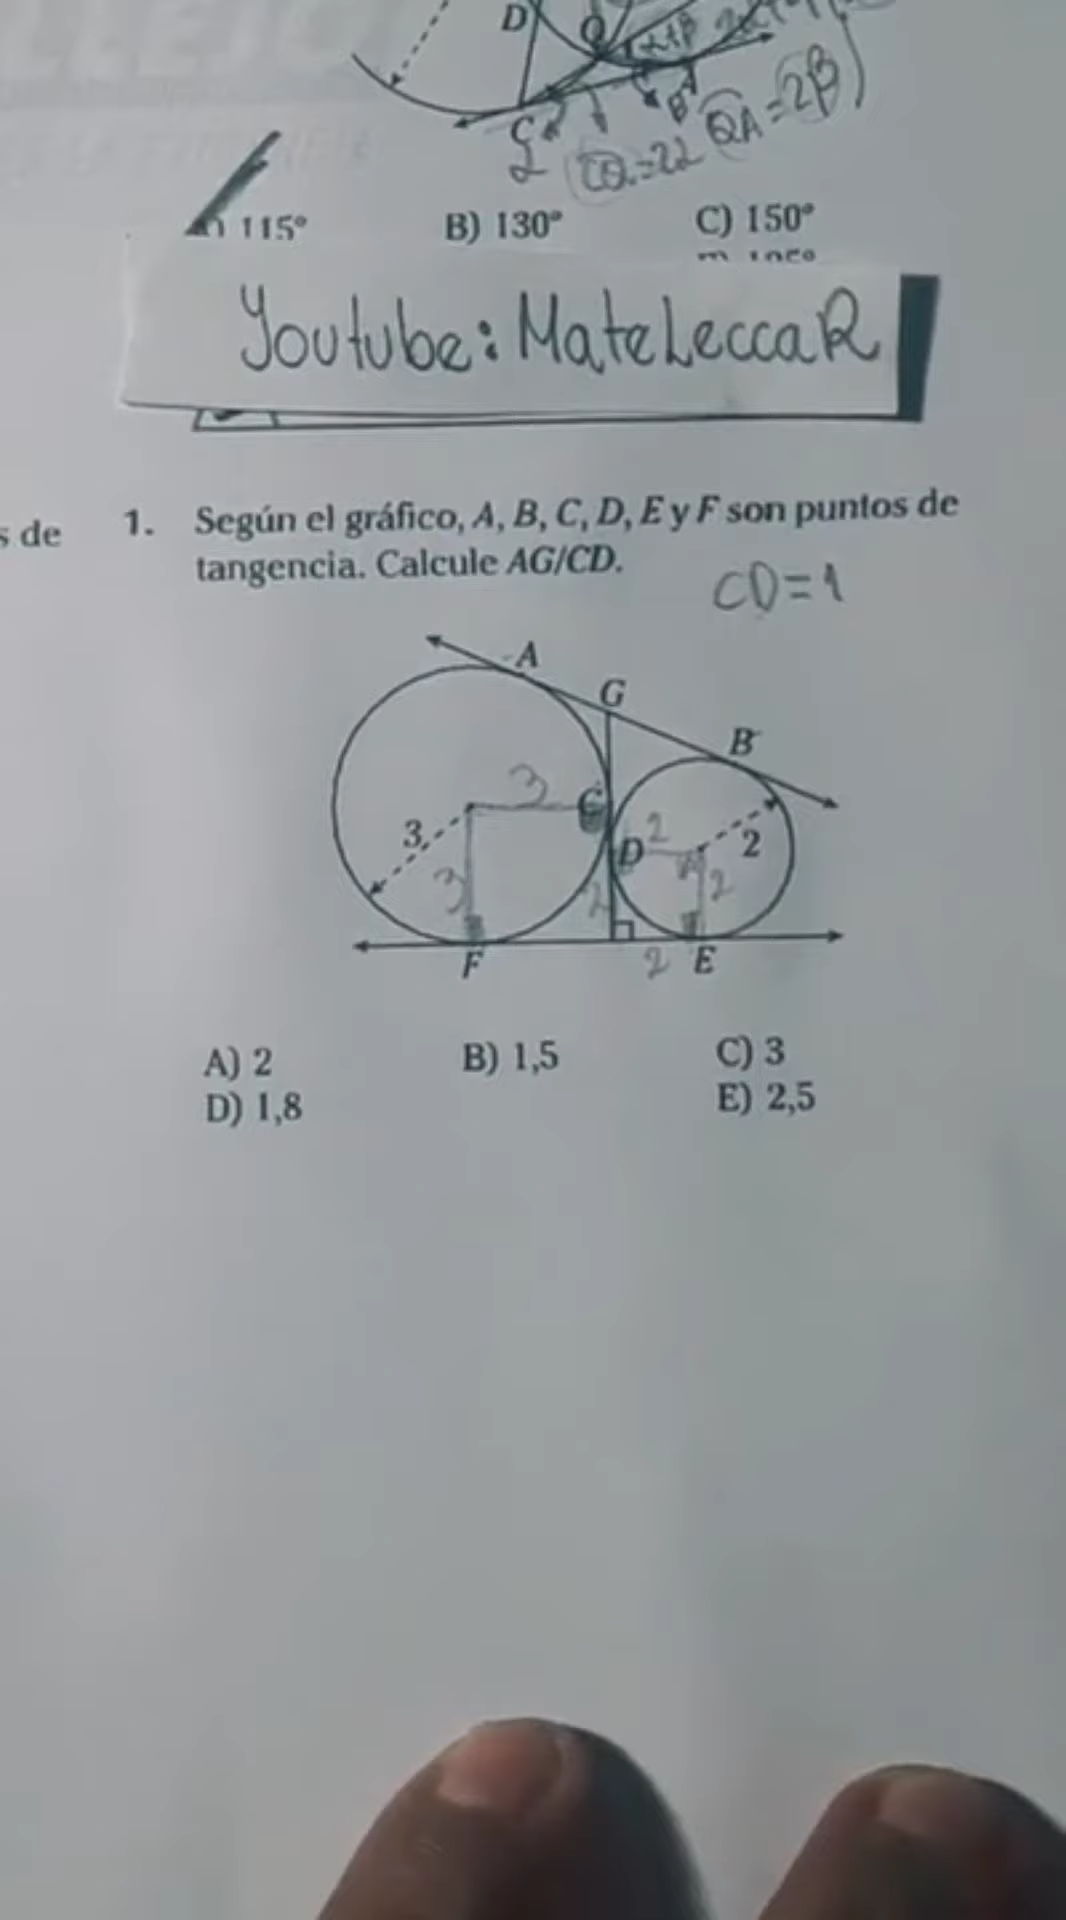 D Q
C B QA = 2β
CQ = 2α
115° B) 130° C) 150°
Youtube: MateLeccaR
s de
1. Según el gráfico, A, B, C, D, E y F son puntos de
tangencia. Calcule AG/CD.
CD=1
A
G
B
3 C
3 D 2 2
3 2 2
F 2 E
A) 2 B) 1,5 C) 3
D) 1,8 E) 2,5